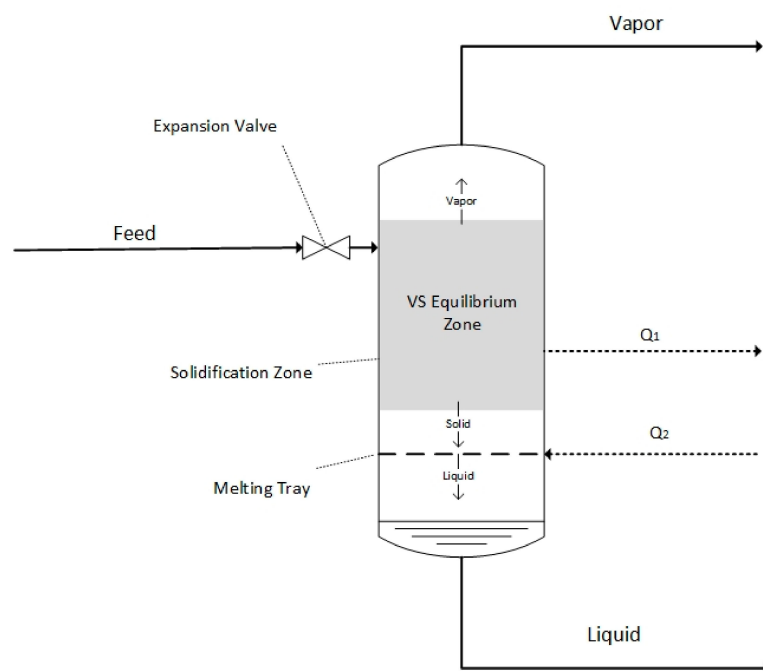 Vapor
Expansion Valve
Vapor
Feed
VS Equilibrium
Zone
Q1
Solidification Zone
Solid
Q2
Melting Tray
Liquid
Liquid